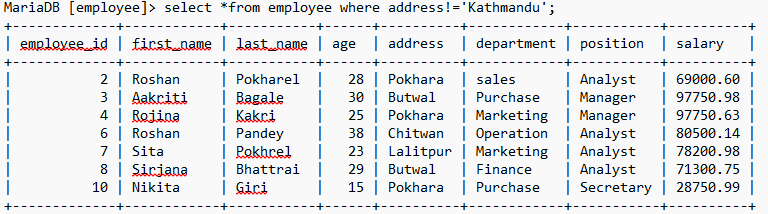 MariaDB [employee]> select *from employee where address!='Kathmandu';
+-------------+------------+-----------+-----+----------+------------+-----------+----------+
| employee_id | first_name | last_name | age | address | department | position | salary |
+-------------+------------+-----------+-----+----------+------------+-----------+----------+
| 2 | Roshan | Pokharel | 28 | Pokhara | sales | Analyst | 69000.60 |
| 3 | Aakriti | Bagale | 30 | Butwal | Purchase | Manager | 97750.98 |
| 4 | Rojina | Kakri | 25 | Pokhara | Marketing | Manager | 97750.63 |
| 6 | Roshan | Pandey | 38 | Chitwan | Operation | Analyst | 80500.14 |
| 7 | Sita | Pokhrel | 23 | Lalitpur | Marketing | Analyst | 78200.98 |
| 8 | Sirjana | Bhattrai | 29 | Butwal | Finance | Analyst | 71300.75 |
| 10 | Nikita | Giri | 15 | Pokhara | Purchase | Secretary | 28750.99 |
+-------------+------------+-----------+-----+----------+------------+-----------+----------+